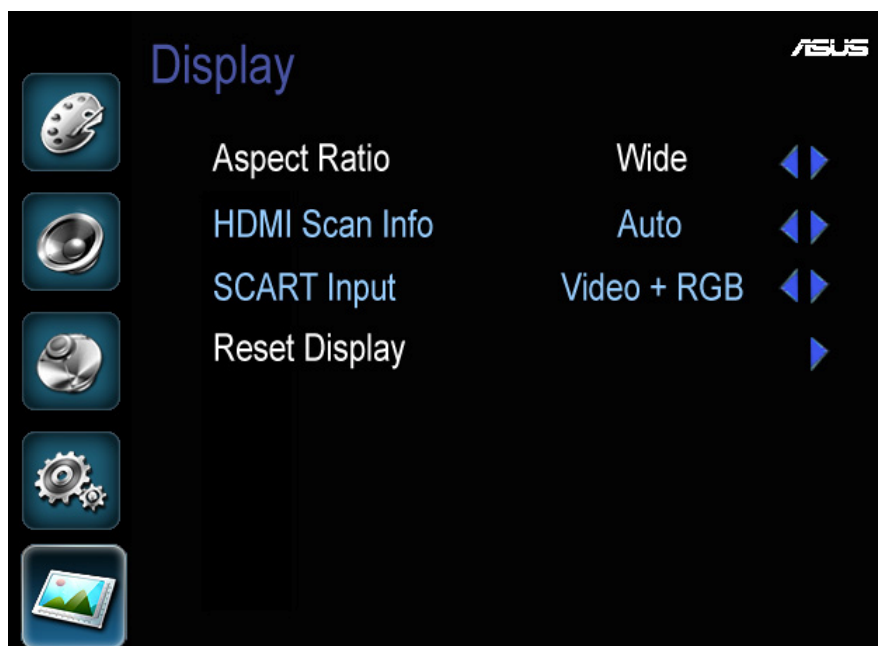 Display
ASUS
Aspect Ratio Wide
HDMI Scan Info Auto
SCART Input Video + RGB
Reset Display